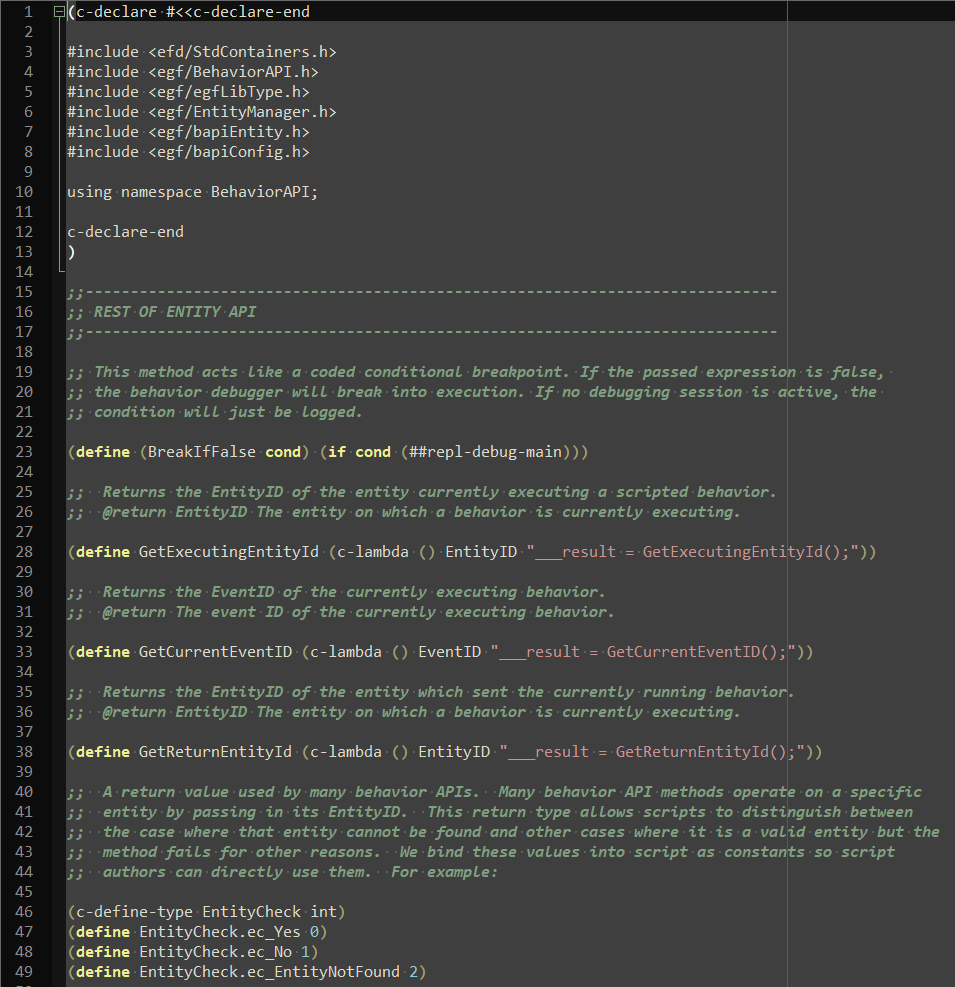 1 (c-declare #<<c-declare-end
2
3 #include <efd/StdContainers.h>
4 #include <egf/BehaviorAPI.h>
5 #include <egf/egfLibType.h>
6 #include <egf/EntityManager.h>
7 #include <egf/bapiEntity.h>
8 #include <egf/bapiConfig.h>
9
10 using namespace BehaviorAPI;
11
12 c-declare-end
13 )
14
15 ;;-----------------------------------------------------------------------------
16 ;; REST OF ENTITY API
17 ;;-----------------------------------------------------------------------------
18
19 ;; This method acts like a coded conditional breakpoint. If the passed expression is false,
20 ;; the behavior debugger will break into execution. If no debugging session is active, the
21 ;; condition will just be logged.
22
23 (define (BreakIfFalse cond) (if cond (##repl-debug-main)))
24
25 ;;  Returns the EntityID of the entity currently executing a scripted behavior.
26 ;;  @return EntityID The entity on which a behavior is currently executing.
27
28 (define GetExecutingEntityId (c-lambda () EntityID "___result = GetExecutingEntityId();"))
29
30 ;;  Returns the EventID of the currently executing behavior.
31 ;;  @return The event ID of the currently executing behavior.
32
33 (define GetCurrentEventID (c-lambda () EventID "___result = GetCurrentEventID();"))
34
35 ;;  Returns the EntityID of the entity which sent the currently running behavior.
36 ;;  @return EntityID The entity on which a behavior is currently executing.
37
38 (define GetReturnEntityId (c-lambda () EntityID "___result = GetReturnEntityId();"))
39
40 ;;  A return value used by many behavior APIs.  Many behavior API methods operate on a specific
41 ;;  entity by passing in its EntityID.  This return type allows scripts to distinguish between
42 ;;  the case where that entity cannot be found and other cases where it is a valid entity but the
43 ;;  method fails for other reasons.  We bind these values into script as constants so script
44 ;;  authors can directly use them.  For example:
45
46 (c-define-type EntityCheck int)
47 (define EntityCheck.ec_Yes 0)
48 (define EntityCheck.ec_No 1)
49 (define EntityCheck.ec_EntityNotFound 2)